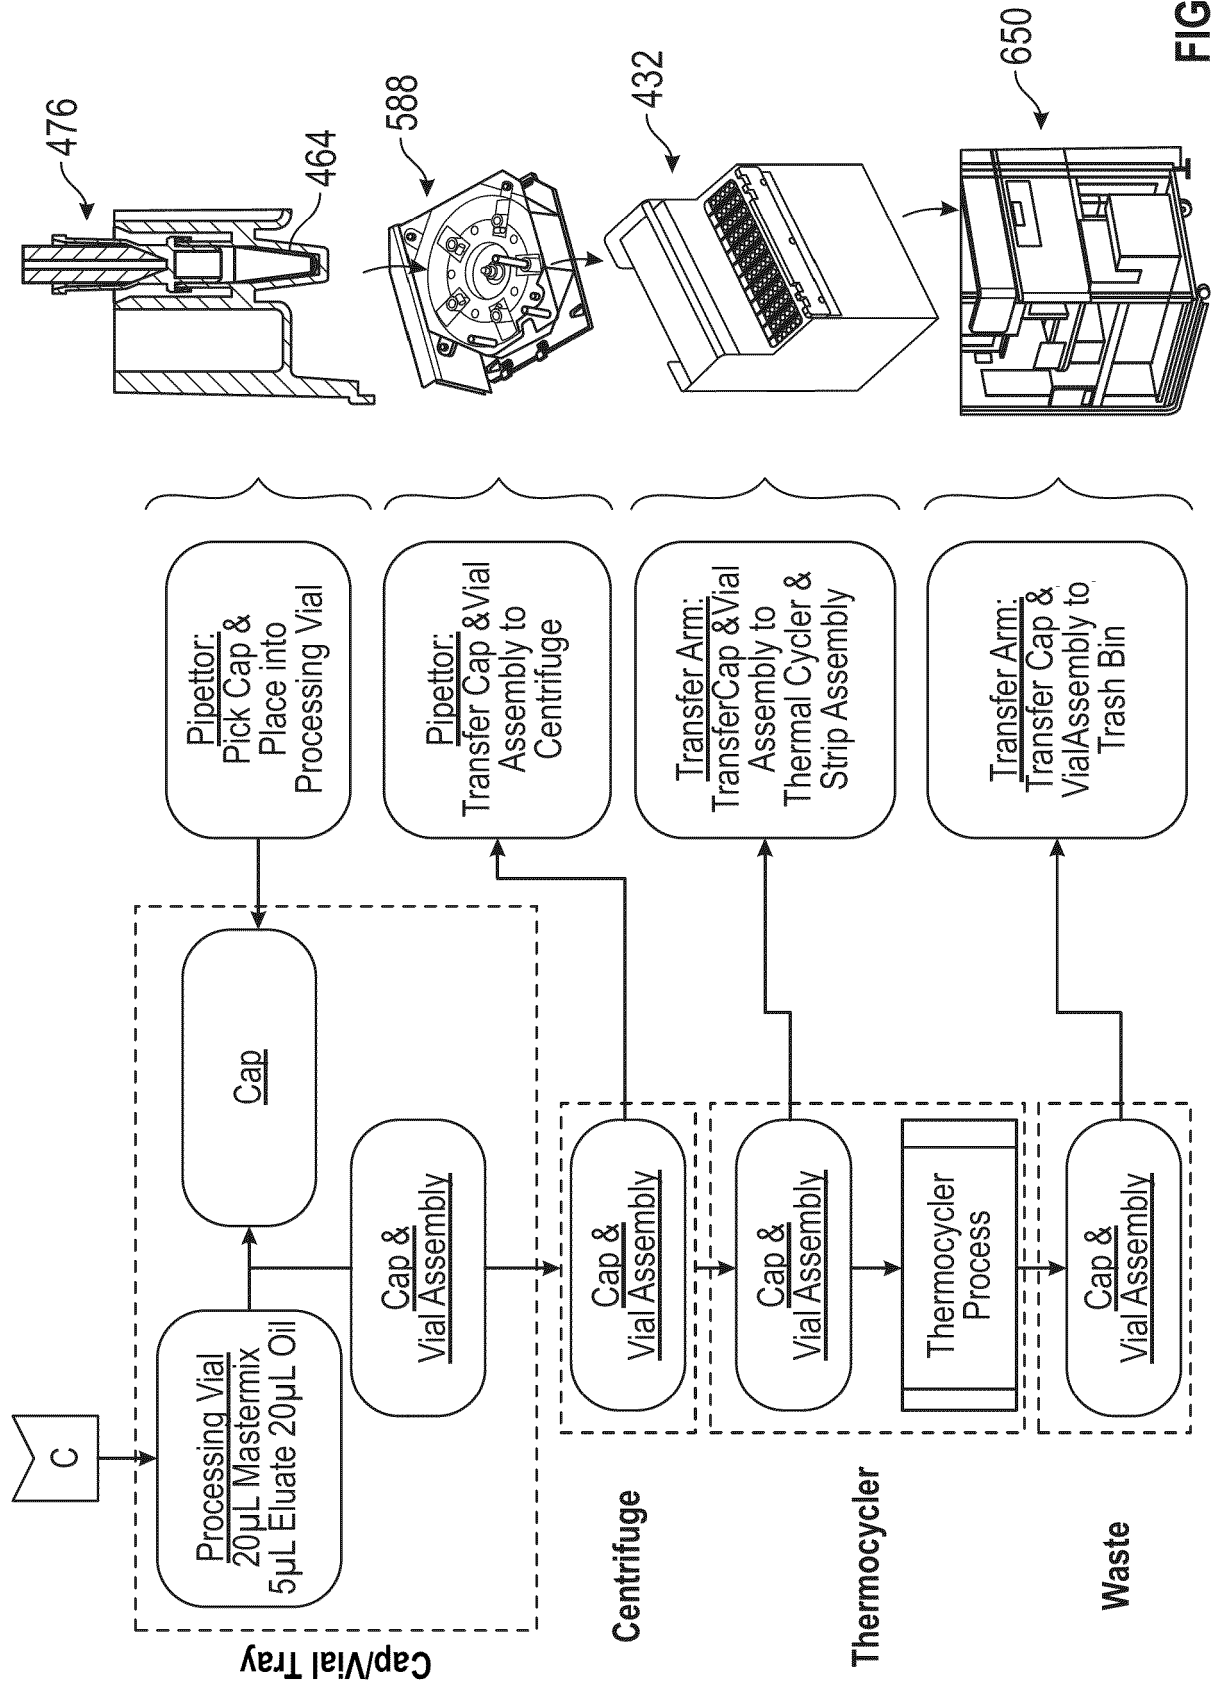 C
Cap/Vial Tray
Processing Vial
20µL Mastermix
5µL Eluate 20µL Oil
Cap
Pipettor:
Pick Cap &
Place into
Processing Vial
476
464
Cap &
Vial Assembly
Centrifuge
Cap &
Vial Assembly
Pipettor:
Transfer Cap &Vial
Assembly to
Centrifuge
588
Thermocycler
Cap &
Vial Assembly
Thermocycler
Process
Transfer Arm:
TransferCap &Vial
Assembly to
Thermal Cycler &
Strip Assembly
432
Waste
Cap &
Vial Assembly
Transfer Arm:
Transfer Cap &
VialAssembly to
Trash Bin
650
FIG